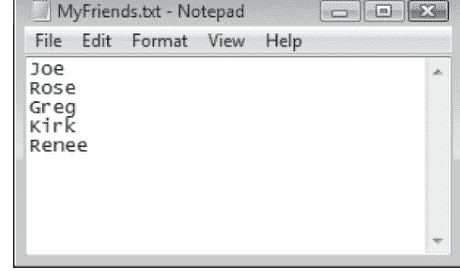 MyFriends.txt - Notepad
File Edit Format View Help
Joe
Rose
Greg
Kirk
Renee